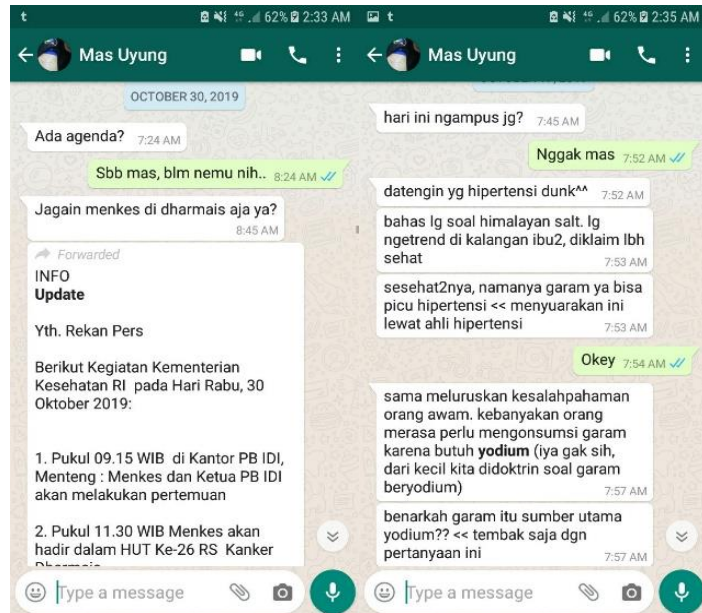 t 62% 2:33 AM
Mas Uyung
OCTOBER 30, 2019
Ada agenda? 7:24 AM
Sbb mas, blm nemu nih.. 8:24 AM
Jagain menkes di dharmais aja ya?
8:45 AM
Forwarded
INFO
Update
Yth. Rekan Pers
Berikut Kegiatan Kementerian
Kesehatan RI pada Hari Rabu, 30
Oktober 2019:
1. Pukul 09.15 WIB di Kantor PB IDI,
Menteng : Menkes dan Ketua PB IDI
akan melakukan pertemuan
2. Pukul 11.30 WIB Menkes akan
hadir dalam HUT Ke-26 RS Kanker
Type a message
t 62% 2:35 AM
Mas Uyung
hari ini ngampus jg? 7:45 AM
Nggak mas 7:52 AM
datengin yg hipertensi dunk^^ 7:52 AM
bahas lg soal himalayan salt. lg
ngetrend di kalangan ibu2, diklaim lbh
sehat 7:53 AM
sesehat2nya, namanya garam ya bisa
picu hipertensi << menyuarakan ini
lewat ahli hipertensi 7:53 AM
Okey 7:54 AM
sama meluruskan kesalahpahaman
orang awam. kebanyakan orang
merasa perlu mengonsumsi garam
karena butuh yodium (iya gak sih,
dari kecil kita didoktrin soal garam
beryodium) 7:57 AM
benarkah garam itu sumber utama
yodium?? << tembak saja dgn
pertanyaan ini 7:57 AM
Type a message